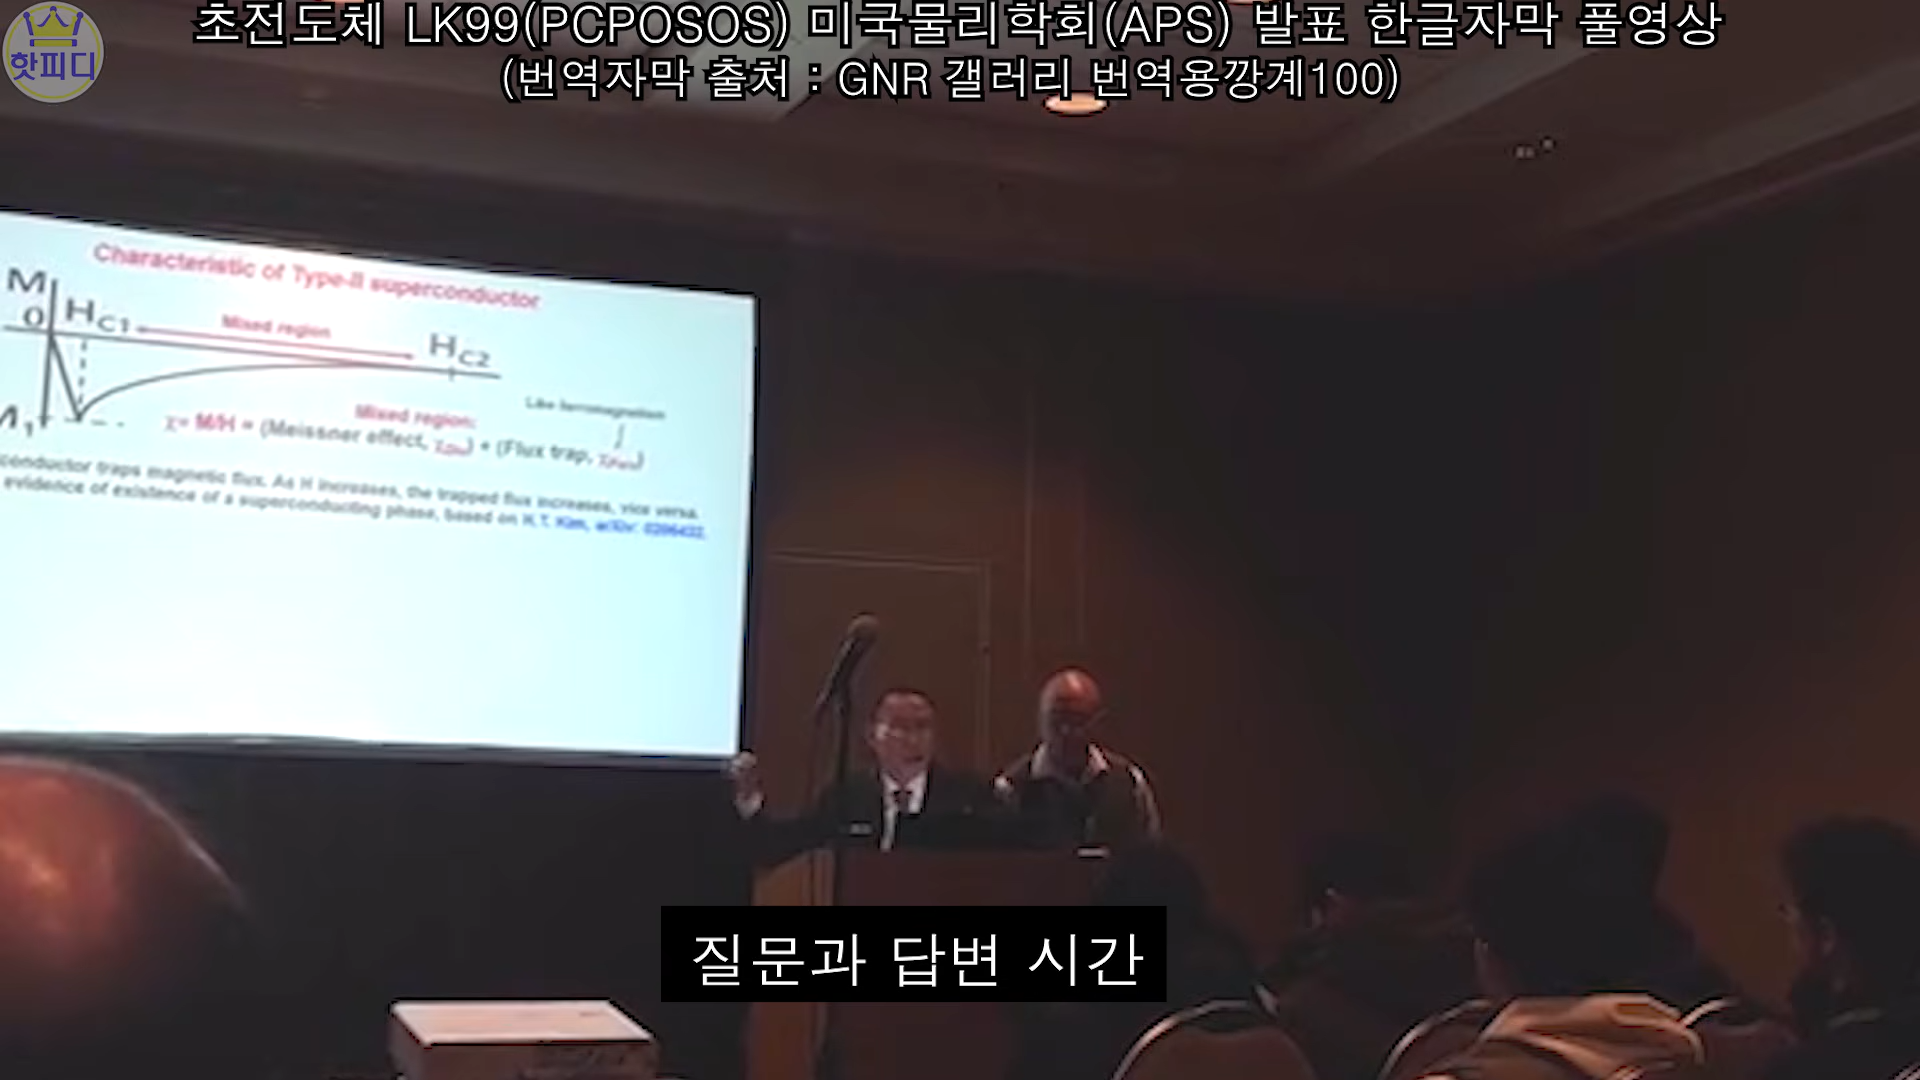 초전도체 LK99(PCPOSOS) 미국물리학회(APS) 발표 한글자막 풀영상
(번역자막 출처 : GNR 갤러리 번역용깡계100)
핫피디
Characteristic of Type-II superconductor
M
0
HC1
Mixed region
HC2
Like ferromagnetism
M1
Mixed region:
χ= M/H = (Meissner effect, χDia) + (Flux trap, χPara)
conductor traps magnetic flux. As H increases, the trapped flux increases, vice versa.
evidence of existence of a superconducting phase, based on H.T. Kim, arXiv:
질문과 답변 시간